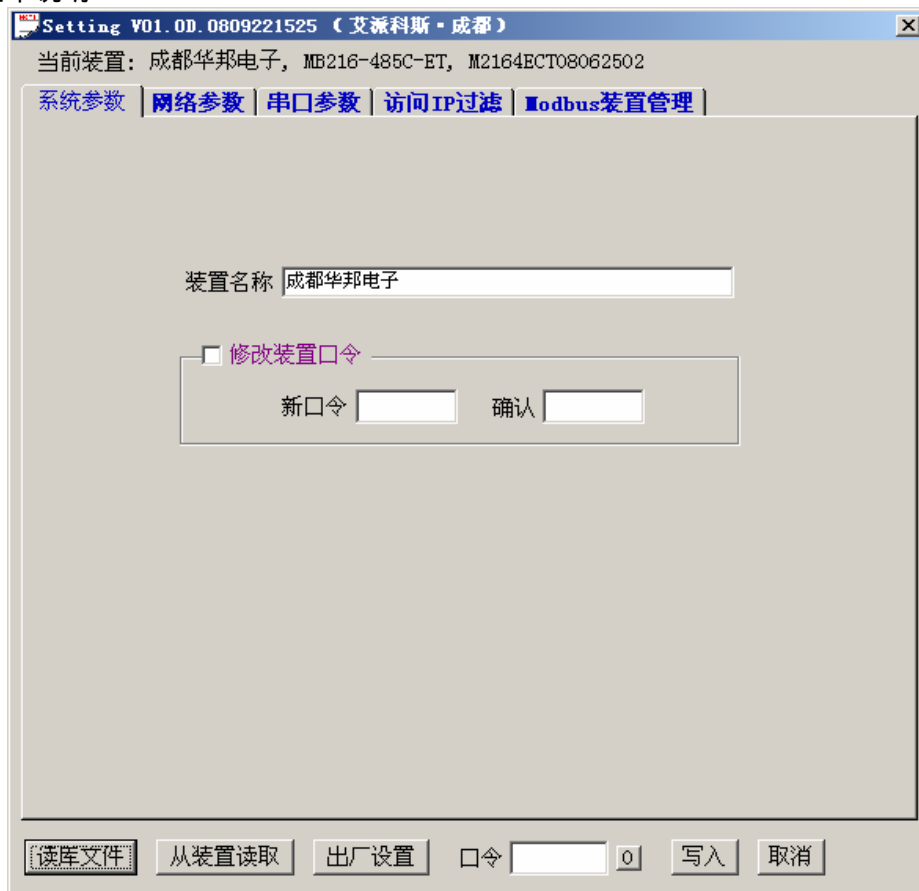 Setting V01.0D.0809221525 (艾派科斯·成都)
当前装置: 成都华邦电子, MB216-485C-ET, M2164ECT08062502
系统参数 网络参数 串口参数 访问IP过滤 Modbus装置管理
装置名称 成都华邦电子
修改装置口令
新口令 确认
读库文件 从装置读取 出厂设置 口令 0 写入 取消